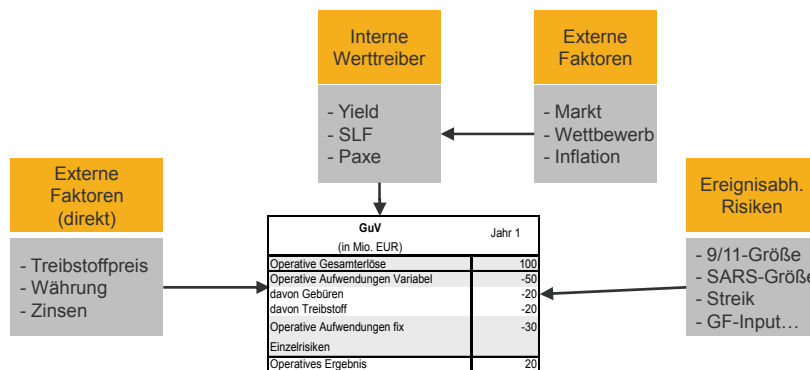 Interne
Werttreiber
- Yield
- SLF
- Paxe
Externe
Faktoren
- Markt
- Wettbewerb
- Inflation
Externe
Faktoren
(direkt)
- Treibstoffpreis
- Währung
- Zinsen
Ereignisabh.
Risiken
- 9/11-Größe
- SARS-Größe
- Streik
- GF-Input…
GuV
(in Mio. EUR)
Jahr 1
Operative Gesamterlöse 100
Operative Aufwendungen Variabel -50
davon Gebüren -20
davon Treibstoff -20
Operative Aufwendungen fix -30
Einzelrisiken
Operatives Ergebnis 20